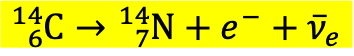 ¹⁴₆C → ¹⁴₇N + e⁻ + ν̄ₑ